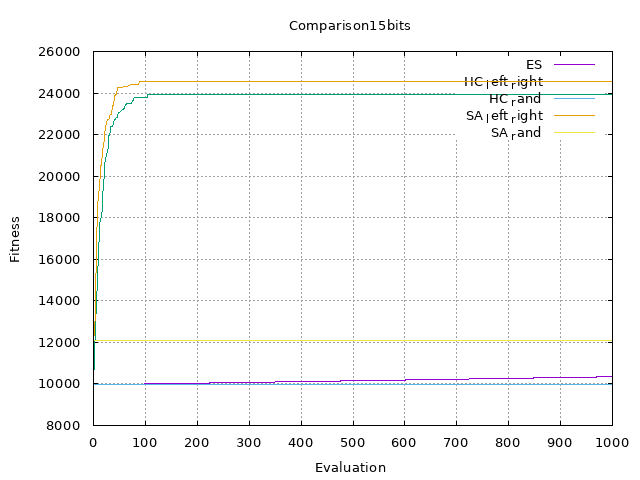 Comparison15bits
26000
24000
22000
20000
18000
16000
14000
12000
10000
8000
Fitness
ES
HC_left_right
HC_rand
SA_left_right
SA_rand
0 100 200 300 400 500 600 700 800 900 1000
Evaluation